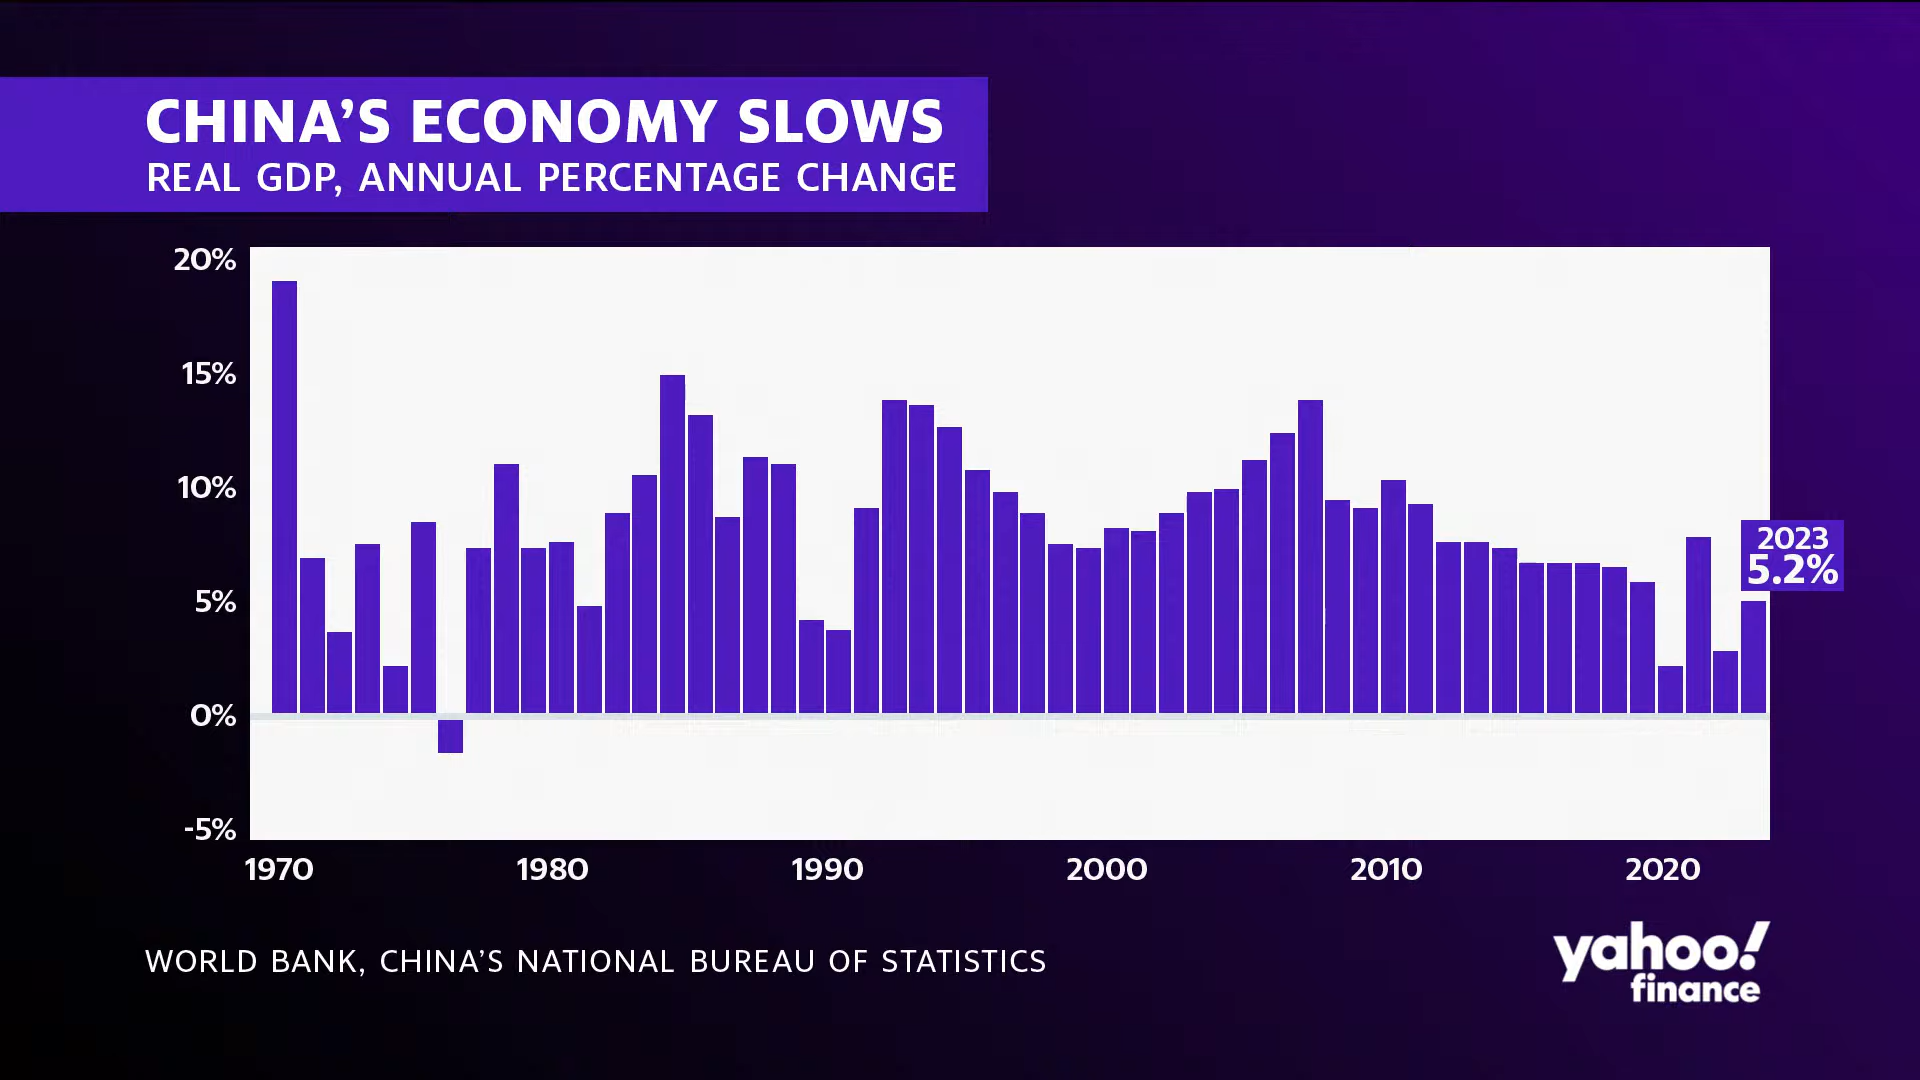 CHINA'S ECONOMY SLOWS
REAL GDP, ANNUAL PERCENTAGE CHANGE
20%
15%
10%
5%
0%
-5%
2023
5.2%
1970 1980 1990 2000 2010 2020
WORLD BANK, CHINA'S NATIONAL BUREAU OF STATISTICS
yahoo!
finance